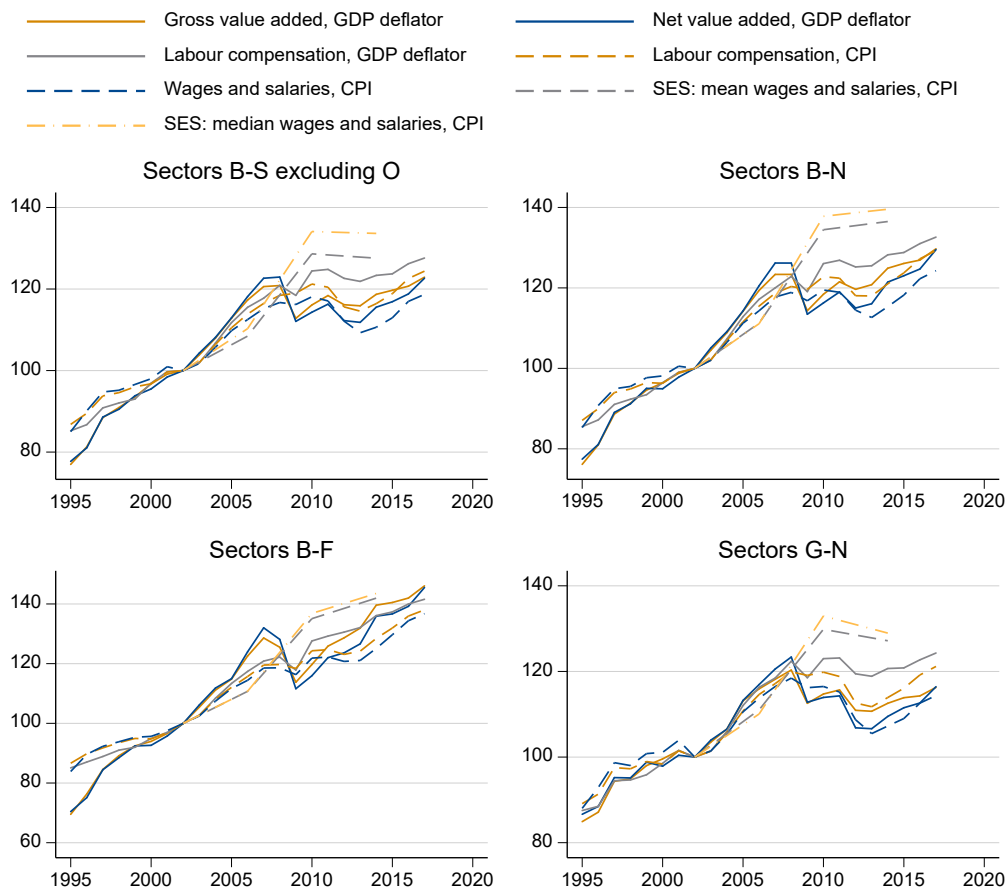 Gross value added, GDP deflator
Net value added, GDP deflator
Labour compensation, GDP deflator
Labour compensation, CPI
Wages and salaries, CPI
SES: mean wages and salaries, CPI
SES: median wages and salaries, CPI
Sectors B-S excluding O
140
120
100
80
1995 2000 2005 2010 2015 2020
Sectors B-N
140
120
100
80
1995 2000 2005 2010 2015 2020
Sectors B-F
140
120
100
80
60
1995 2000 2005 2010 2015 2020
Sectors G-N
140
120
100
80
1995 2000 2005 2010 2015 2020